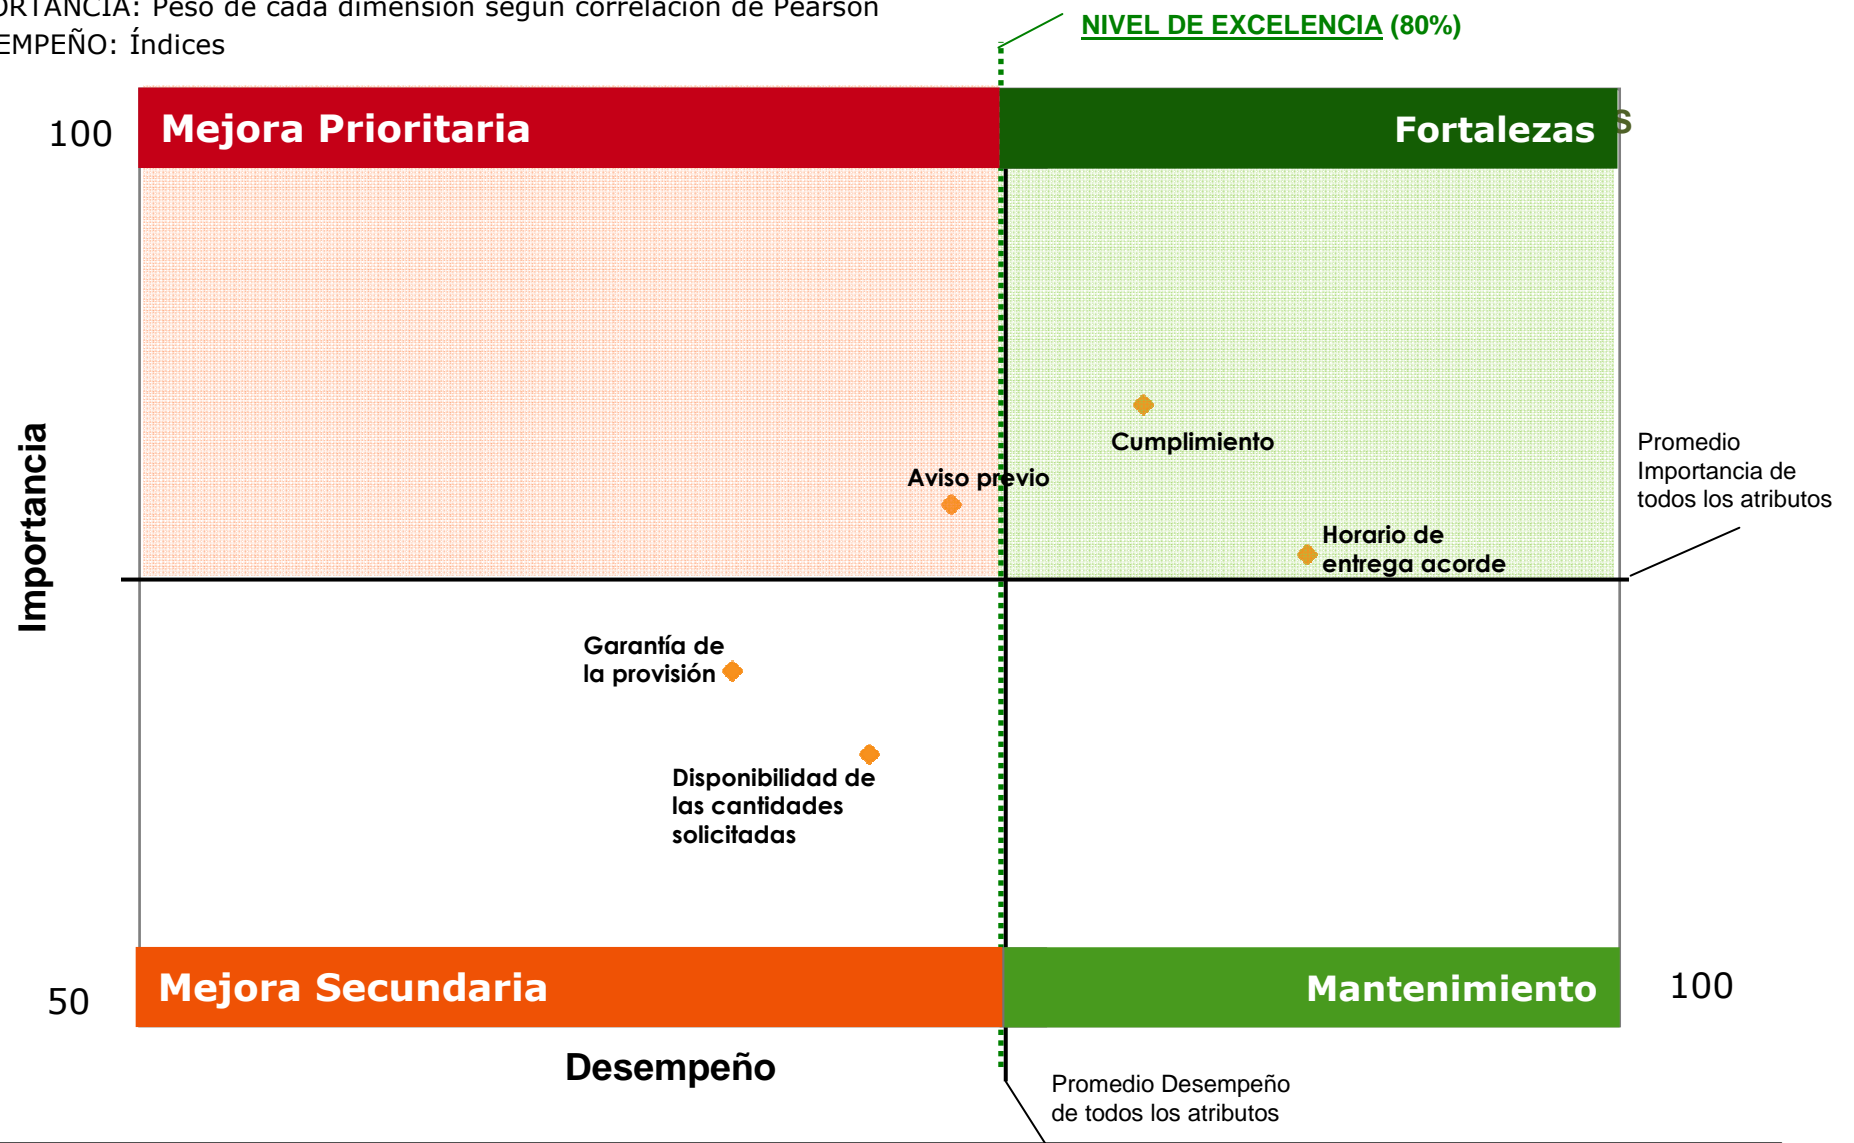 ORTANCIA: Peso de cada dimensión según correlación de Pearson
EMPEÑO: Índices
NIVEL DE EXCELENCIA (80%)
100
Mejora Prioritaria
Fortalezas
s
Cumplimiento
Aviso previo
Horario de
entrega acorde
Promedio
Importancia de
todos los atributos
Importancia
Garantía de
la provisión
Disponibilidad de
las cantidades
solicitadas
50
Mejora Secundaria
Mantenimiento
100
Desempeño
Promedio Desempeño
de todos los atributos